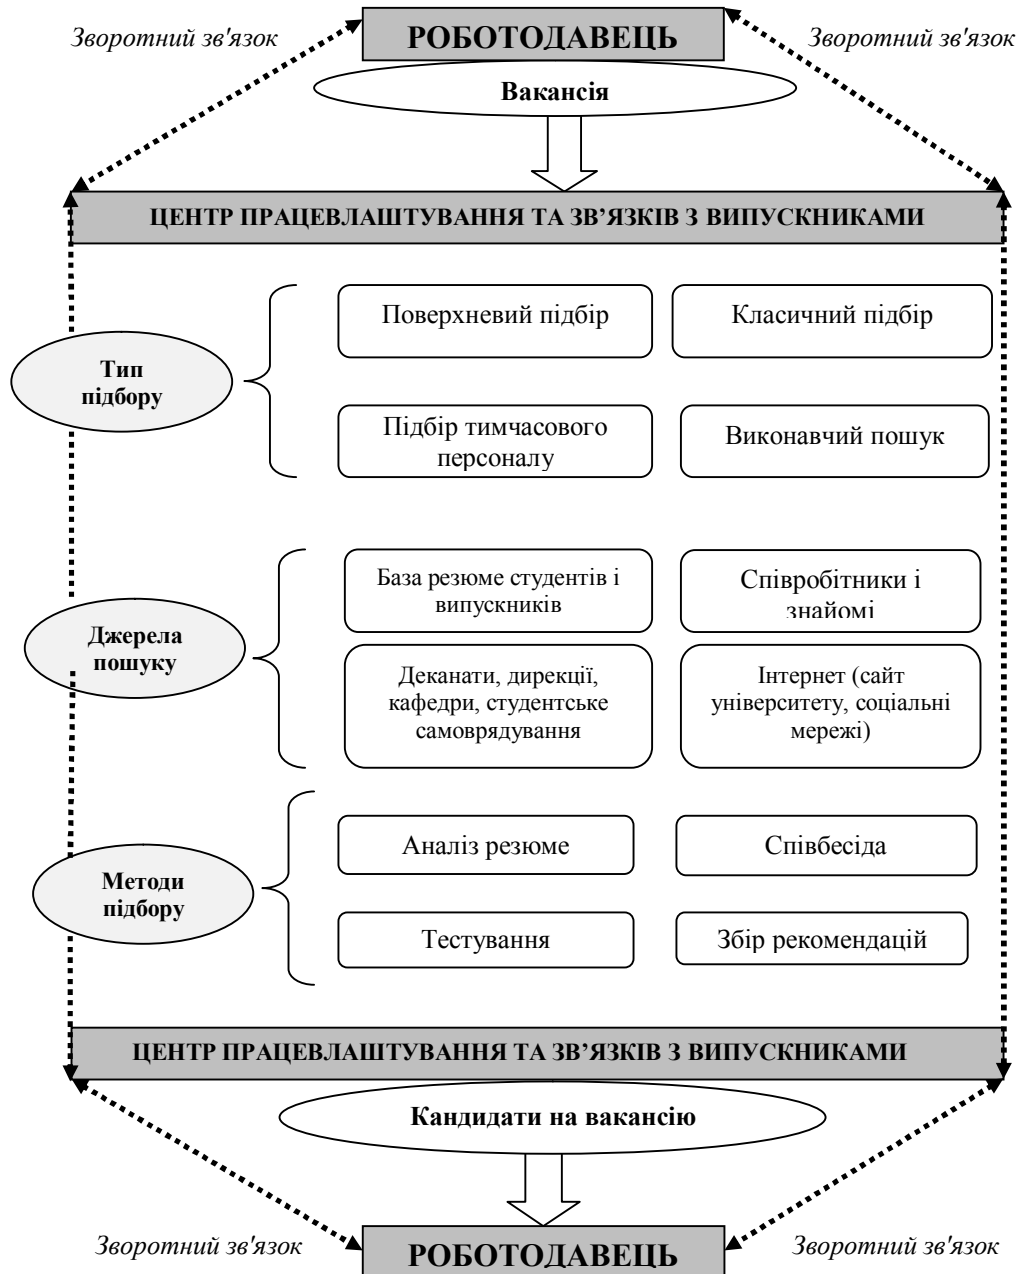 Зворотний зв'язок
РОБОТОДАВЕЦЬ
Зворотний зв'язок
Вакансія
ЦЕНТР ПРАЦЕВЛАШТУВАННЯ ТА ЗВ’ЯЗКІВ З ВИПУСКНИКАМИ
Тип
підбору
Поверхневий підбір
Класичний підбір
Підбір тимчасового
персоналу
Виконавчий пошук
Джерела
пошуку
База резюме студентів і
випускників
Співробітники і
знайомі
Деканати, дирекції,
кафедри, студентське
самоврядування
Інтернет (сайт
університету, соціальні
мережі)
Методи
підбору
Аналіз резюме
Співбесіда
Тестування
Збір рекомендацій
ЦЕНТР ПРАЦЕВЛАШТУВАННЯ ТА ЗВ’ЯЗКІВ З ВИПУСКНИКАМИ
Кандидати на вакансію
Зворотний зв'язок
РОБОТОДАВЕЦЬ
Зворотний зв'язок